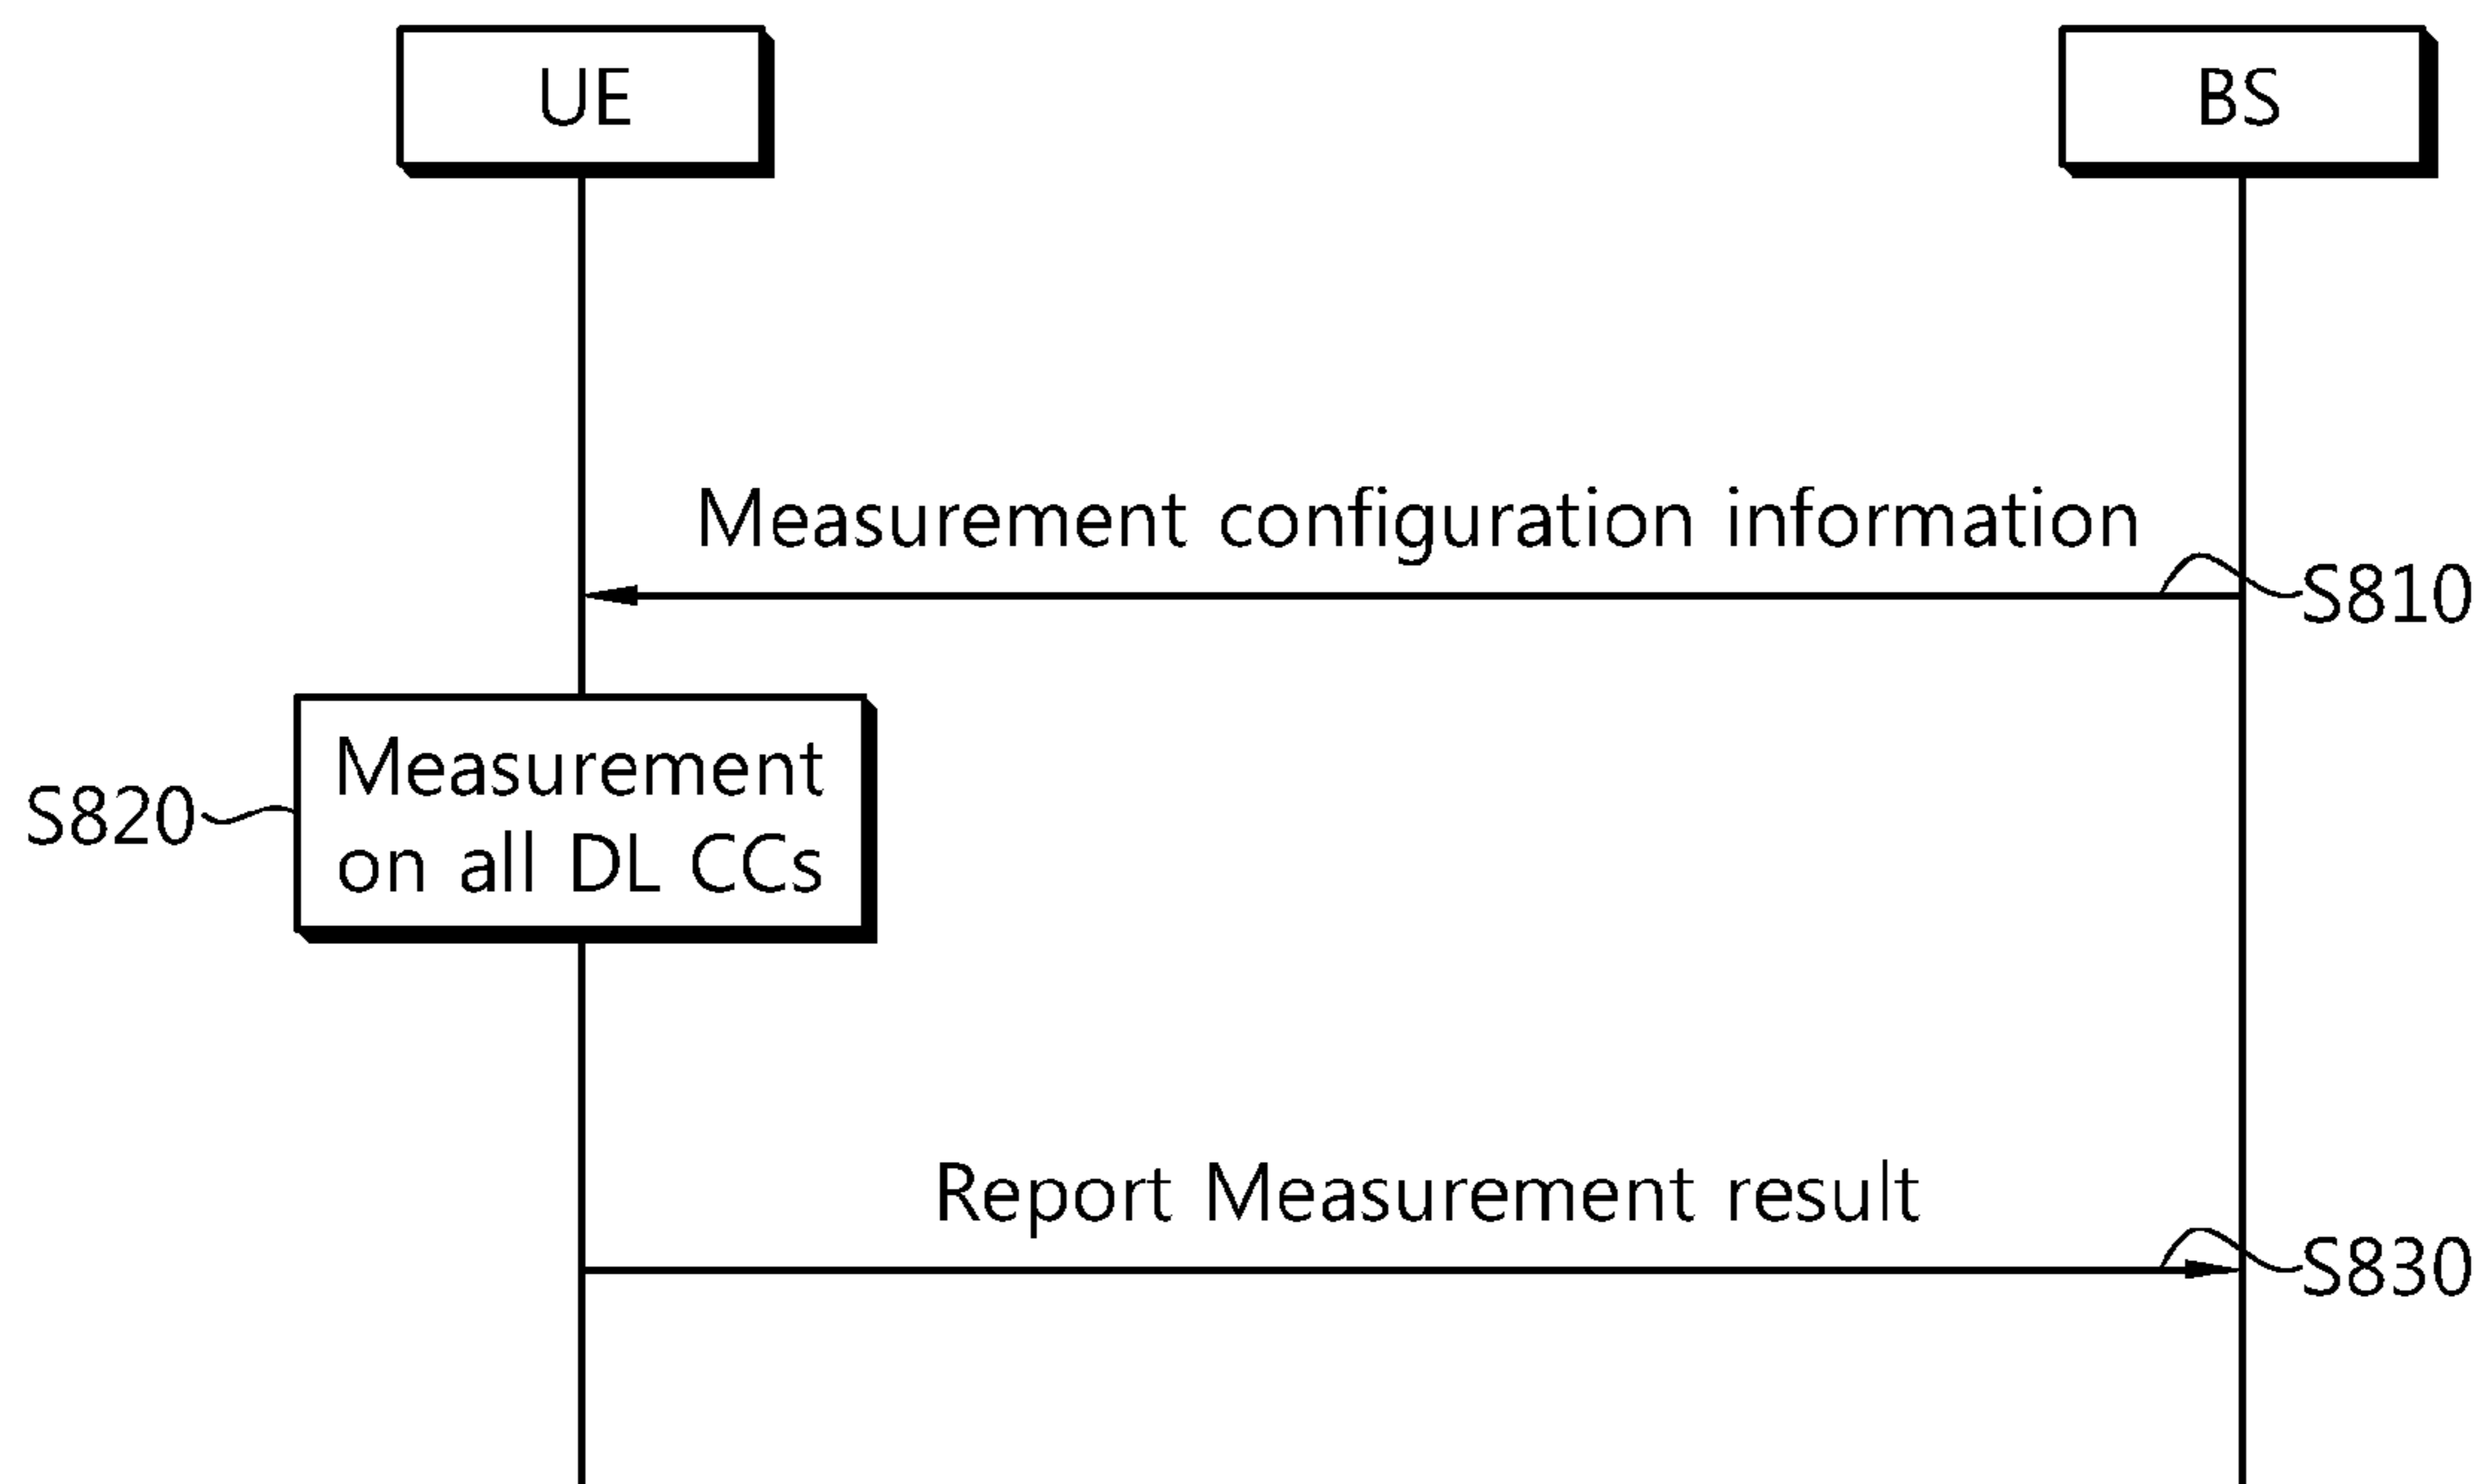 UE
BS
Measurement configuration information
S810
Measurement
on all DL CCs
S820
Report Measurement result
S830